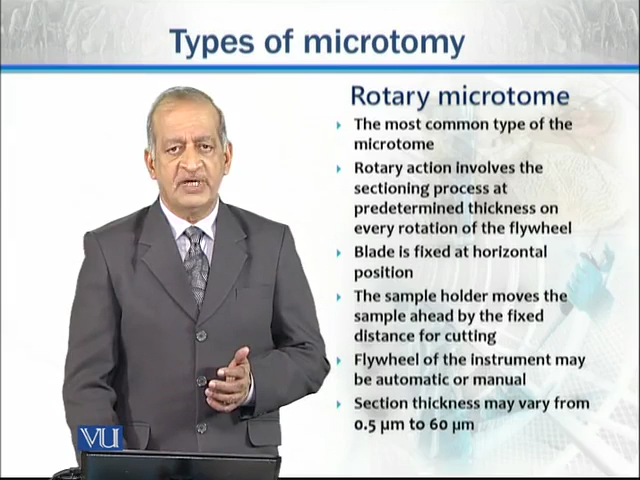 Types of microtomy
Rotary microtome
The most common type of the
microtome
Rotary action involves the
sectioning process at
predetermined thickness on
every rotation of the flywheel
Blade is fixed at horizontal
position
The sample holder moves the
sample ahead by the fixed
distance for cutting
Flywheel of the instrument may
be automatic or manual
Section thickness may vary from
0.5 µm to 60 µm
VU